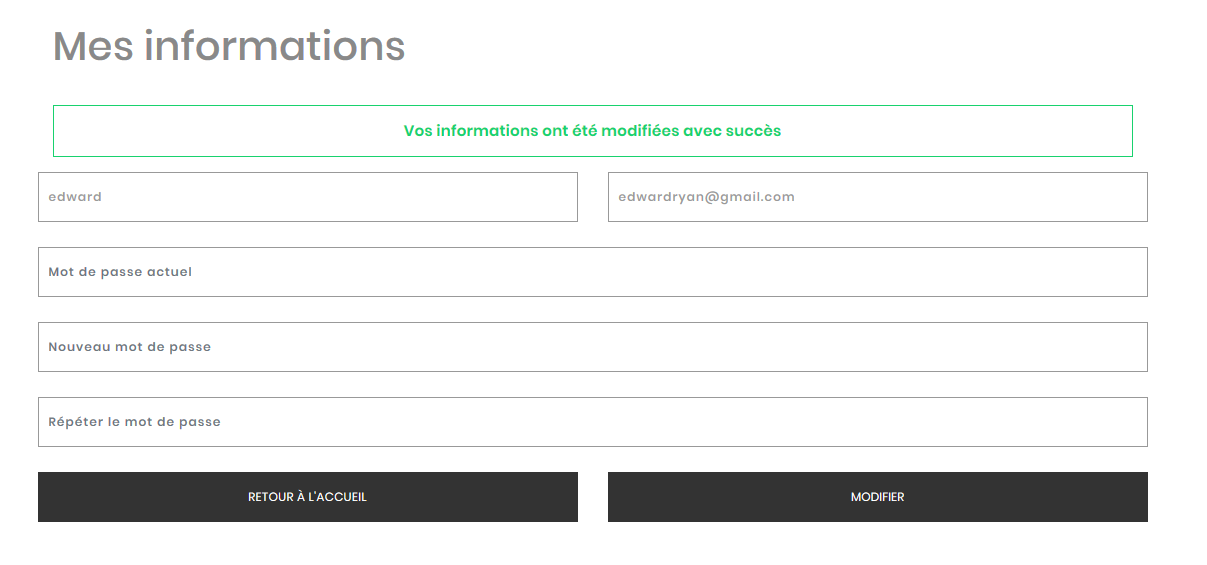 Mes informations
Vos informations ont été modifiées avec succès
edward
edwardryan@gmail.com
Mot de passe actuel
Nouveau mot de passe
Répéter le mot de passe
RETOUR À L'ACCUEIL
MODIFIER